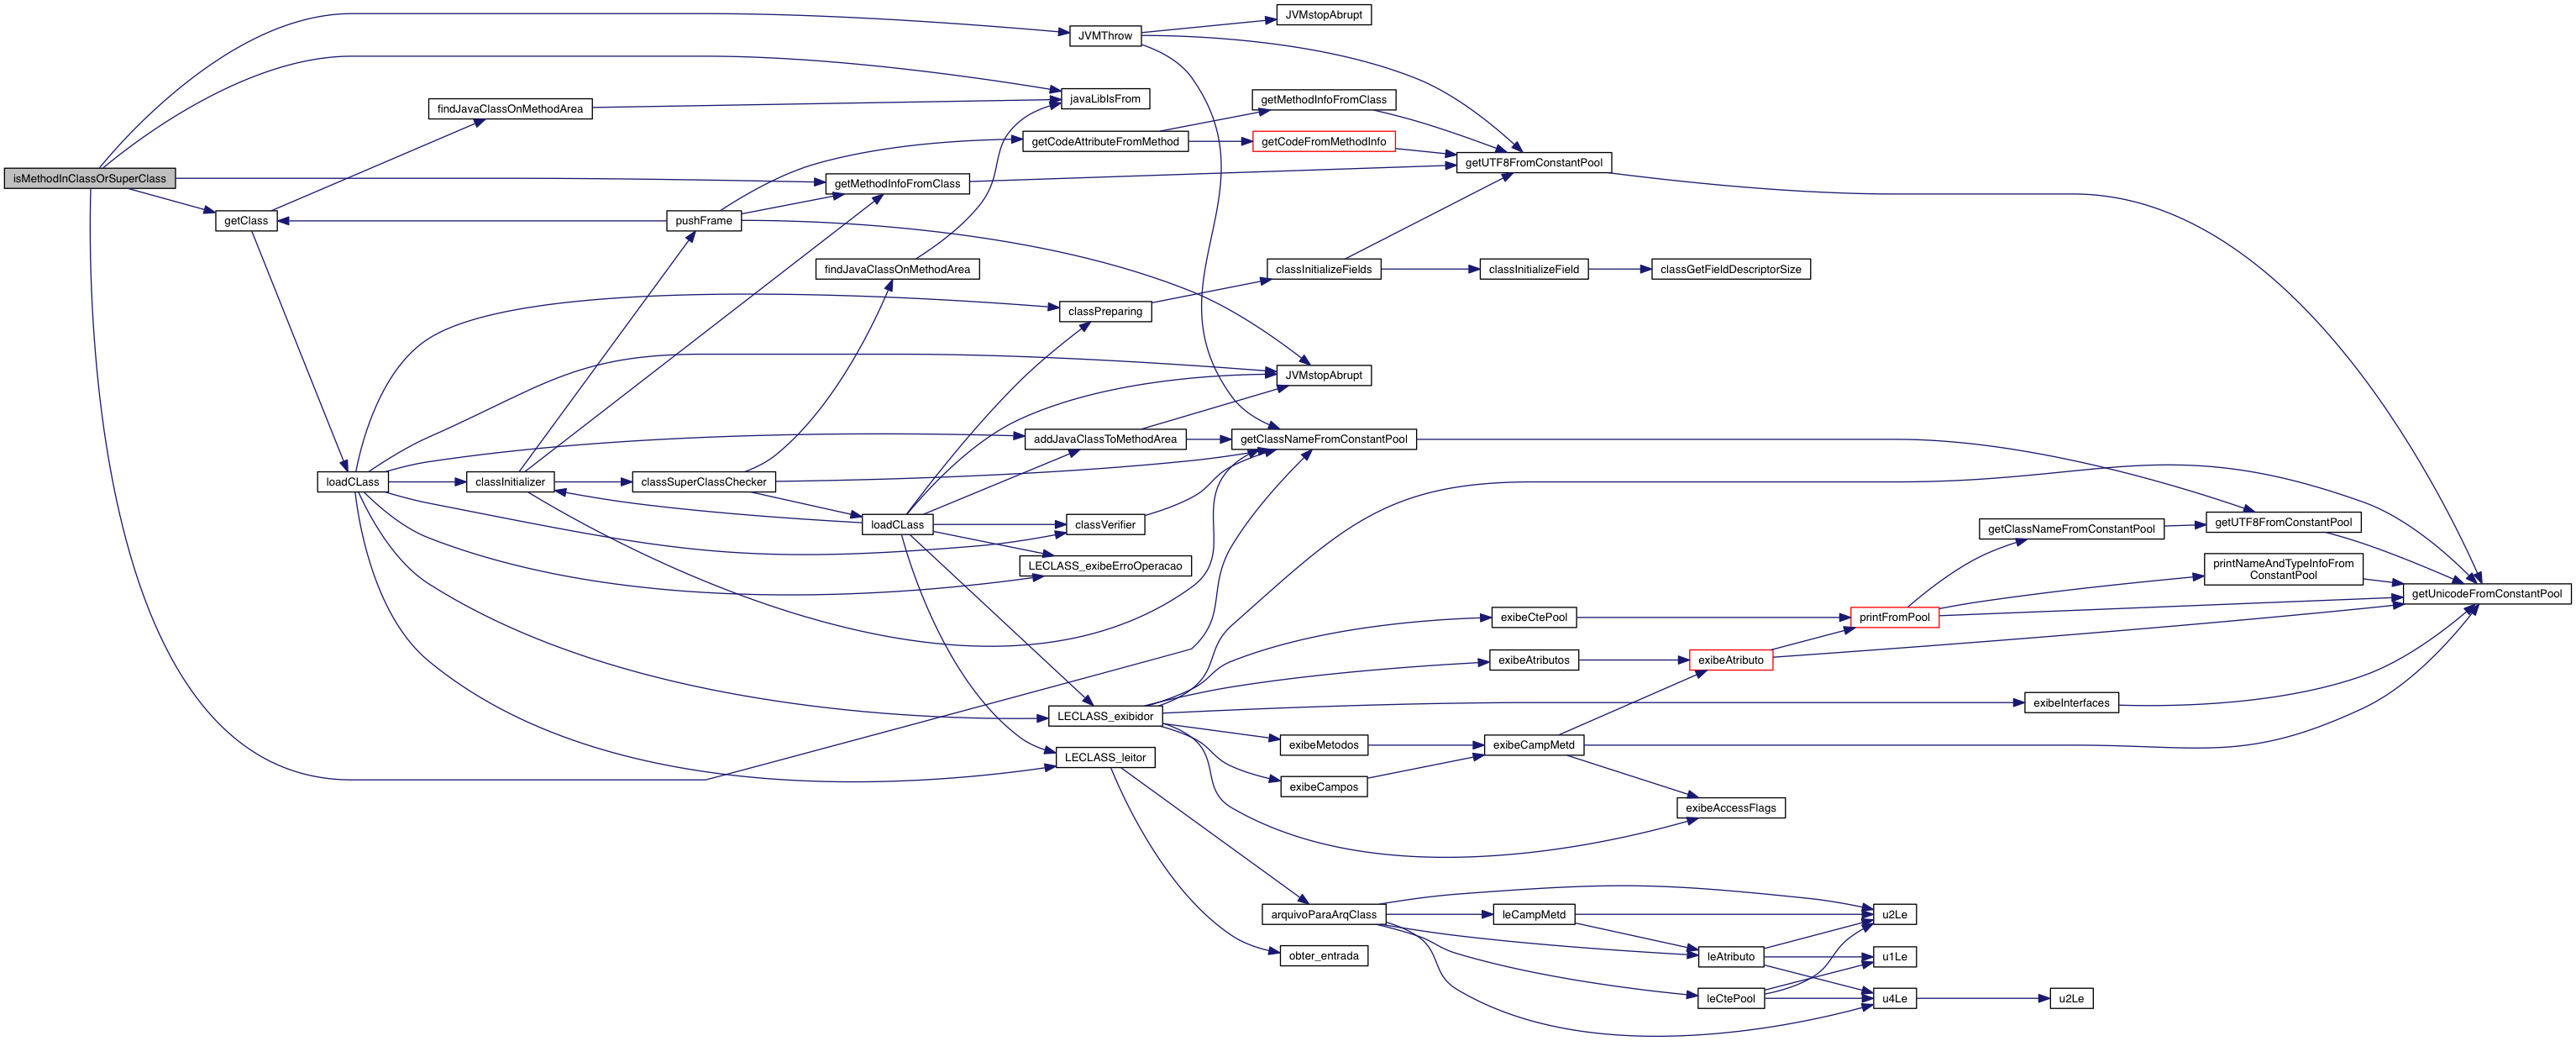 JVMstopAbrupt
JVMThrow
javaLibIsFrom
findJavaClassOnMethodArea
getMethodInfoFromClass
getCodeAttributeFromMethod
getCodeFromMethodInfo
getUTF8FromConstantPool
isMethodInClassOrSuperClass
getMethodInfoFromClass
getClass
pushFrame
findJavaClassOnMethodArea
classInitializeFields
classInitializeField
classGetFieldDescriptorSize
classPreparing
JVMstopAbrupt
addJavaClassToMethodArea
getClassNameFromConstantPool
loadCLass
classInitializer
classSuperClassChecker
loadCLass
classVerifier
getClassNameFromConstantPool
getUTF8FromConstantPool
LECLASS_exibeErroOperacao
printNameAndTypeInfoFrom
ConstantPool
getUnicodeFromConstantPool
exibeCtePool
printFromPool
exibeAtributos
exibeAtributo
exibeInterfaces
LECLASS_exibidor
exibeMetodos
exibeCampMetd
LECLASS_leitor
exibeCampos
exibeAccessFlags
arquivoParaArqClass
leCampMetd
u2Le
obter_entrada
leAtributo
u1Le
leCtePool
u4Le
u2Le